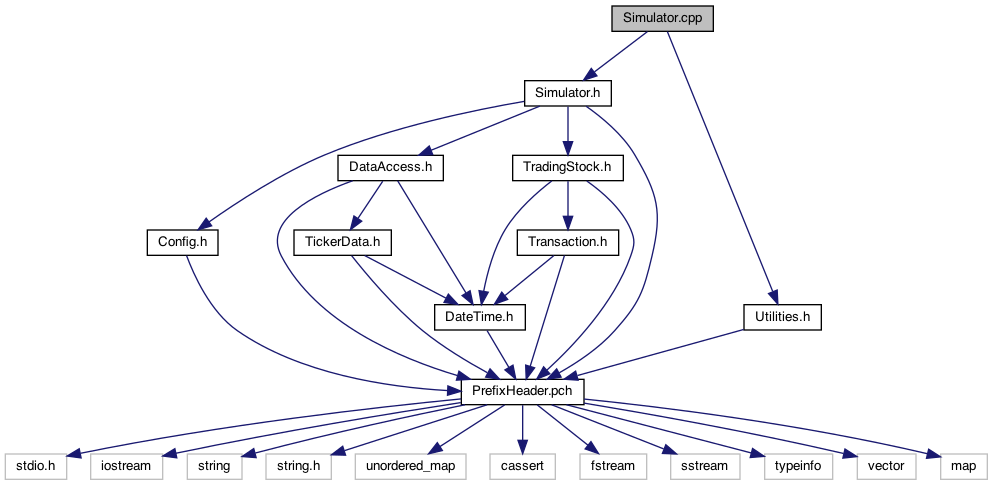 Simulator.cpp
Simulator.h
DataAccess.h
TradingStock.h
Config.h
TickerData.h
Transaction.h
DateTime.h
Utilities.h
PrefixHeader.pch
stdio.h
iostream
string
string.h
unordered_map
cassert
fstream
sstream
typeinfo
vector
map